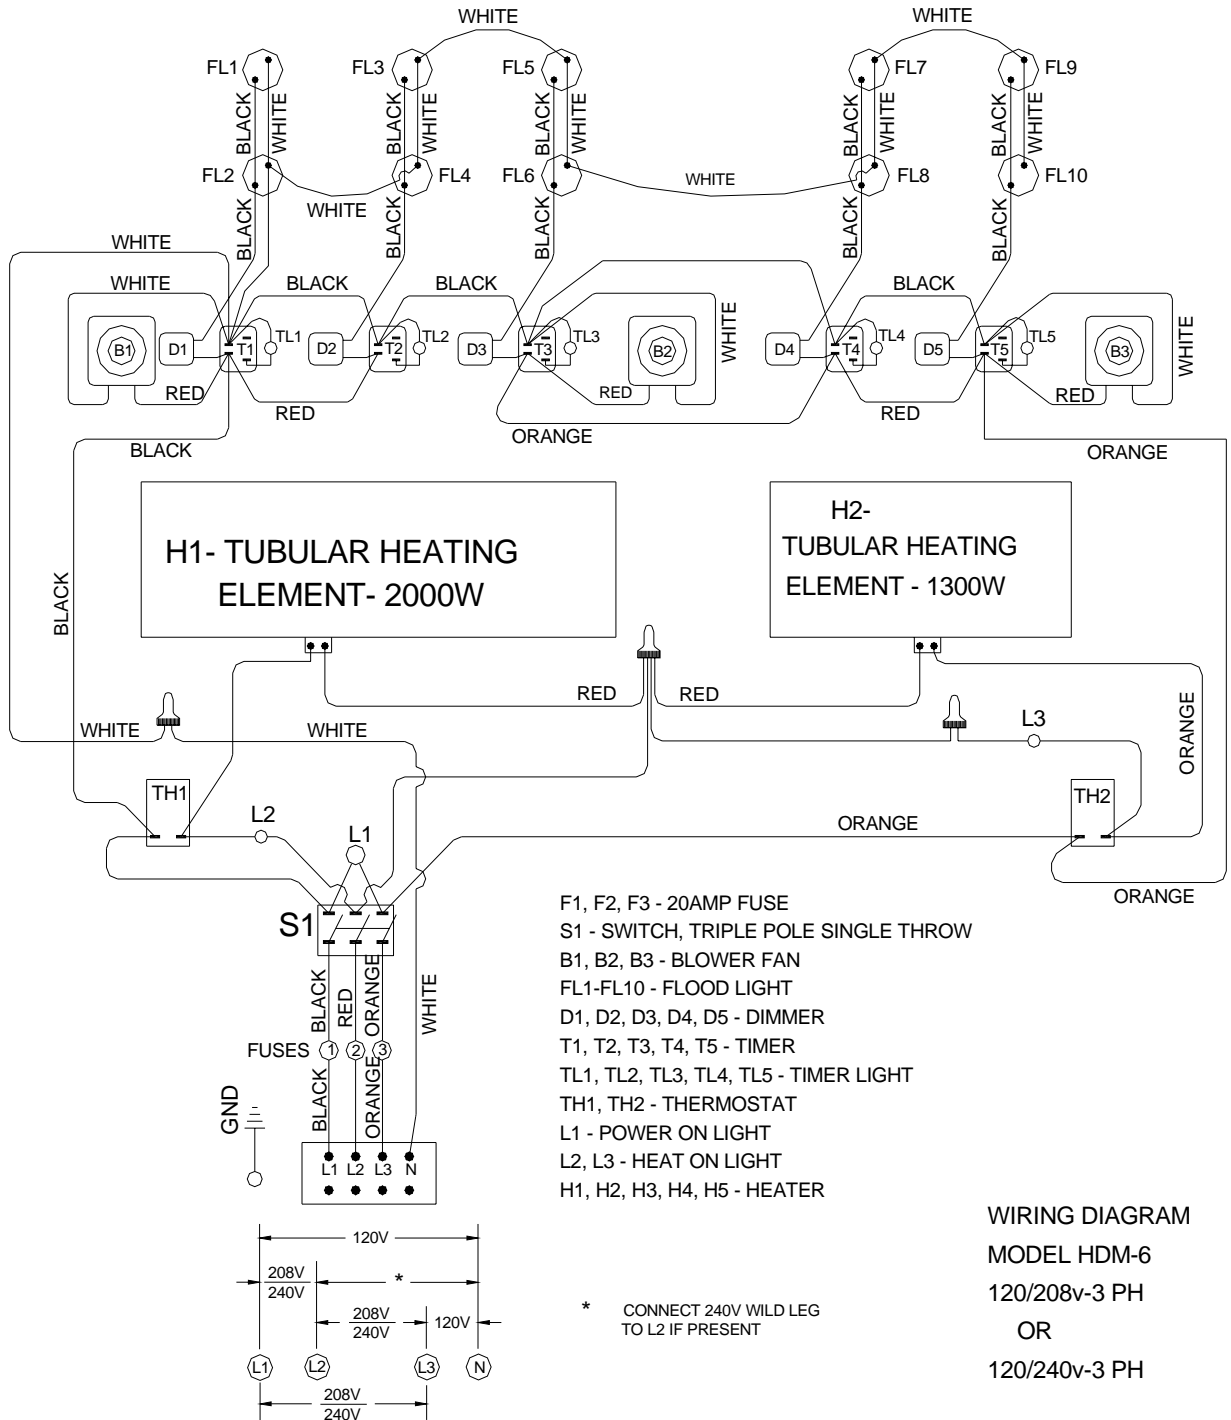 WHITE
WHITE
FL1
FL3
FL5
FL7
FL9
BLACK
WHITE
BLACK
WHITE
BLACK
WHITE
BLACK
WHITE
BLACK
WHITE
FL2
FL4
FL6
WHITE
FL8
FL10
WHITE
BLACK
BLACK
BLACK
BLACK
BLACK
WHITE
WHITE
BLACK
BLACK
BLACK
B1
D1
T1
TL1
D2
T2
TL2
D3
T3
TL3
B2
WHITE
D4
T4
TL4
D5
T5
TL5
B3
WHITE
RED
RED
RED
RED
RED
BLACK
ORANGE
ORANGE
H1- TUBULAR HEATING
ELEMENT- 2000W
H2-
TUBULAR HEATING
ELEMENT - 1300W
BLACK
RED
RED
ORANGE
WHITE
WHITE
L3
TH1
L2
L1
TH2
ORANGE
ORANGE
S1
BLACK
RED
ORANGE
WHITE
FUSES
1
2
3
BLACK
ORANGE
GND
L1 L2 L3 N
F1, F2, F3 - 20AMP FUSE
S1 - SWITCH, TRIPLE POLE SINGLE THROW
B1, B2, B3 - BLOWER FAN
FL1-FL10 - FLOOD LIGHT
D1, D2, D3, D4, D5 - DIMMER
T1, T2, T3, T4, T5 - TIMER
TL1, TL2, TL3, TL4, TL5 - TIMER LIGHT
TH1, TH2 - THERMOSTAT
L1 - POWER ON LIGHT
L2, L3 - HEAT ON LIGHT
H1, H2, H3, H4, H5 - HEATER
120V
208V
240V
*
208V
240V
120V
L1
L2
L3
N
208V
240V
* CONNECT 240V WILD LEG
TO L2 IF PRESENT
WIRING DIAGRAM
MODEL HDM-6
120/208v-3 PH
OR
120/240v-3 PH